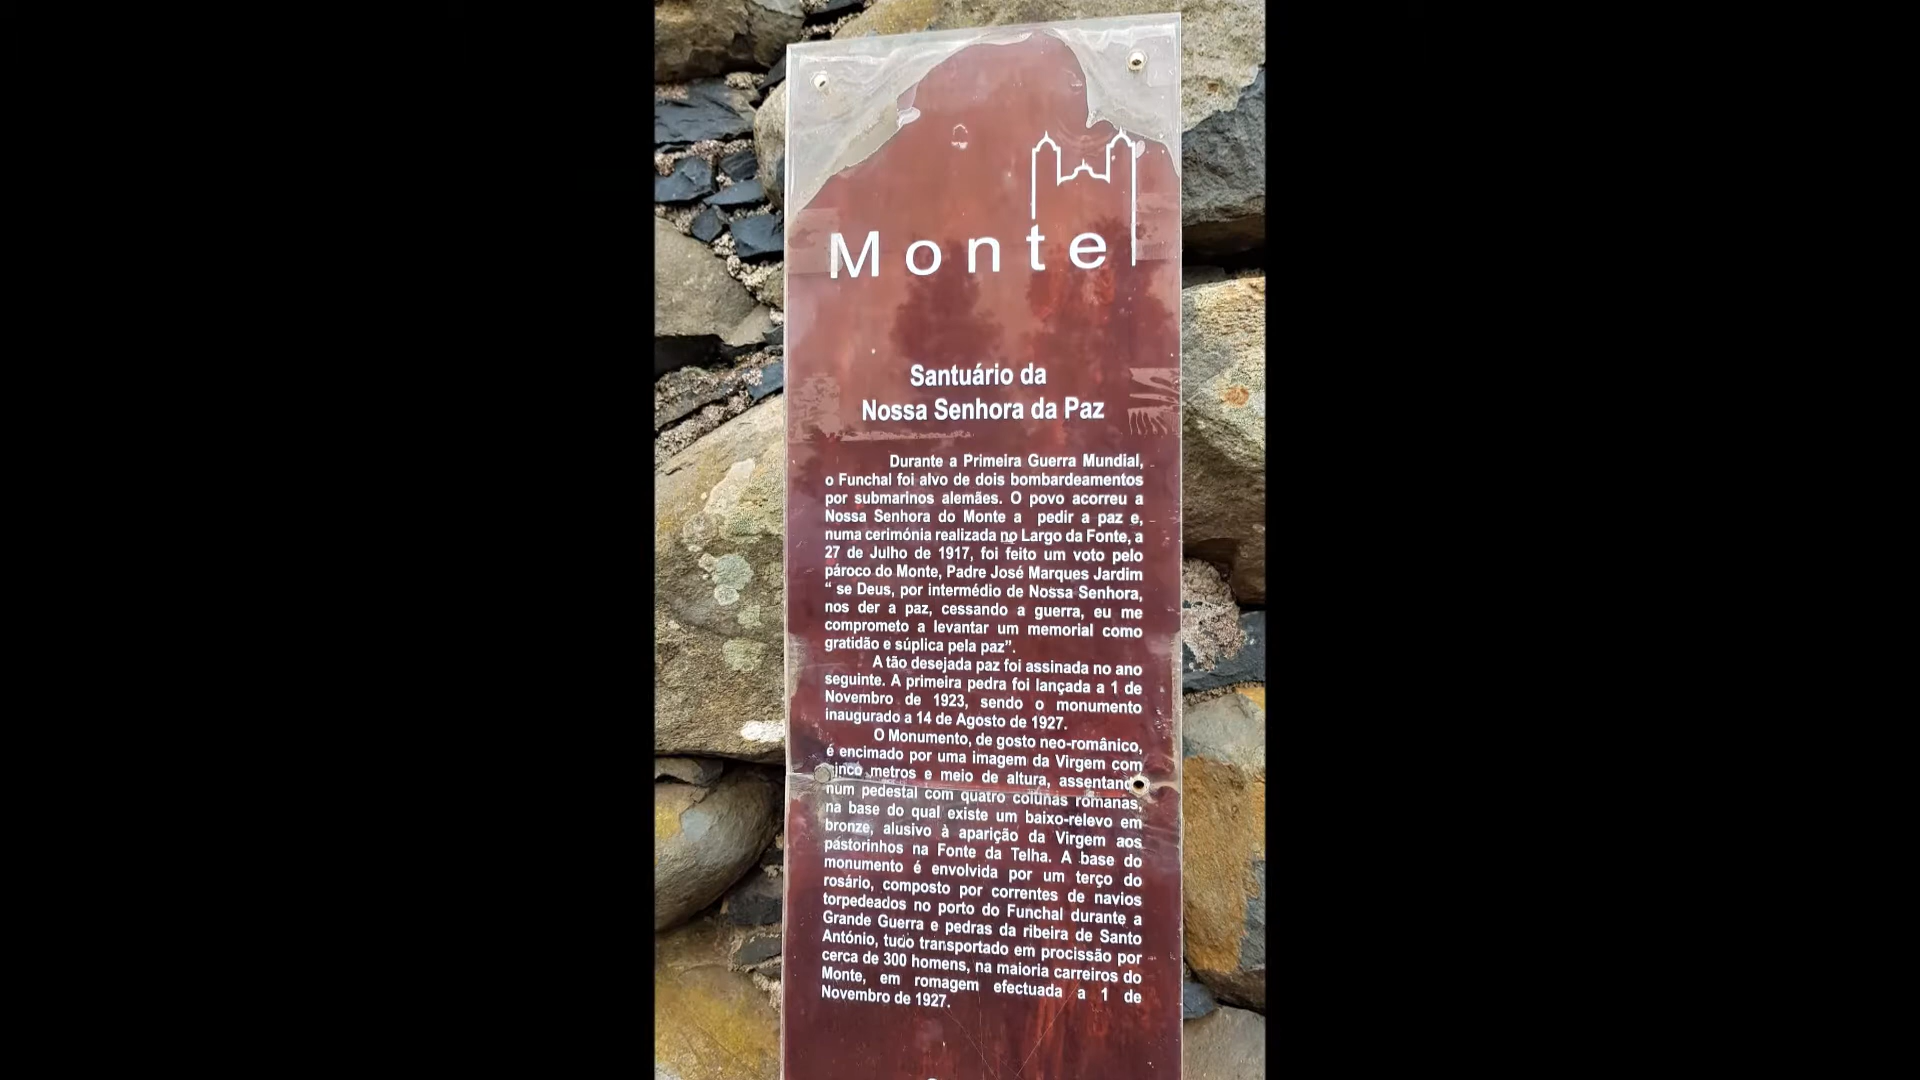 Monte
Santuário da
Nossa Senhora da Paz
Durante a Primeira Guerra Mundial,
o Funchal foi alvo de dois bombardeamentos
por submarinos alemães. O povo acorreu a
Nossa Senhora do Monte a pedir a paz e,
numa cerimónia realizada no Largo da Fonte, a
27 de Julho de 1917, foi feito um voto pelo
pároco do Monte, Padre José Marques Jardim
“ se Deus, por intermédio de Nossa Senhora,
nos der a paz, cessando a guerra, eu me
comprometo a levantar um memorial como
gratidão e súplica pela paz”.
A tão desejada paz foi assinada no ano
seguinte. A primeira pedra foi lançada a 1 de
Novembro de 1923, sendo o monumento
inaugurado a 14 de Agosto de 1927.
O Monumento, de gosto neo-românico,
é encimado por uma imagem da Virgem com
cinco metros e meio de altura, assentando
num pedestal com quatro colunas romanas,
na base do qual existe um baixo-relevo em
bronze, alusivo à aparição da Virgem aos
pastorinhos na Fonte da Telha. A base do
monumento é envolvida por um terço do
rosário, composto por correntes de navios
torpedeados no porto do Funchal durante a
Grande Guerra e pedras da ribeira de Santo
António, tudo transportado em procissão por
cerca de 300 homens, na maioria carreiros do
Monte, em romagem efectuada a 1 de
Novembro de 1927.